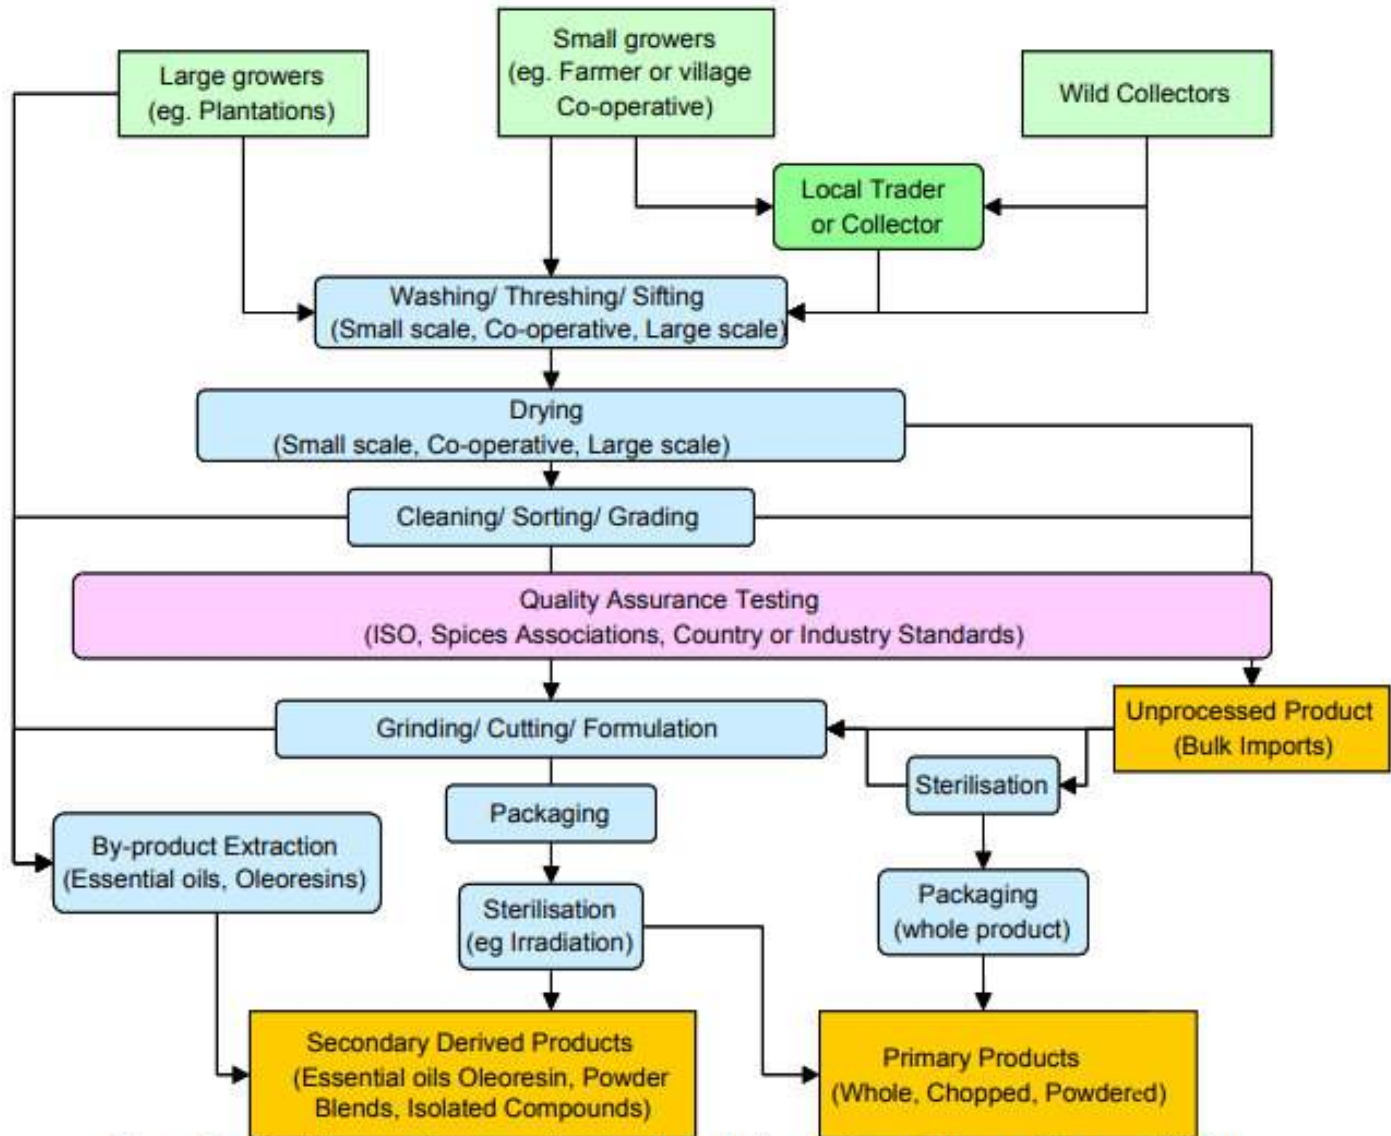 Small growers
(eg. Farmer or village
Co-operative)
Large growers
(eg. Plantations)
Wild Collectors
Local Trader
or Collector
Washing/ Threshing/ Sifting
(Small scale, Co-operative, Large scale)
Drying
(Small scale, Co-operative, Large scale)
Cleaning/ Sorting/ Grading
Quality Assurance Testing
(ISO, Spices Associations, Country or Industry Standards)
Unprocessed Product
(Bulk Imports)
Grinding/ Cutting/ Formulation
Sterilisation
Packaging
By-product Extraction
(Essential oils, Oleoresins)
Sterilisation
(eg Irradiation)
Packaging
(whole product)
Secondary Derived Products
(Essential oils Oleoresin, Powder
Blends, Isolated Compounds)
Primary Products
(Whole, Chopped, Powdered)